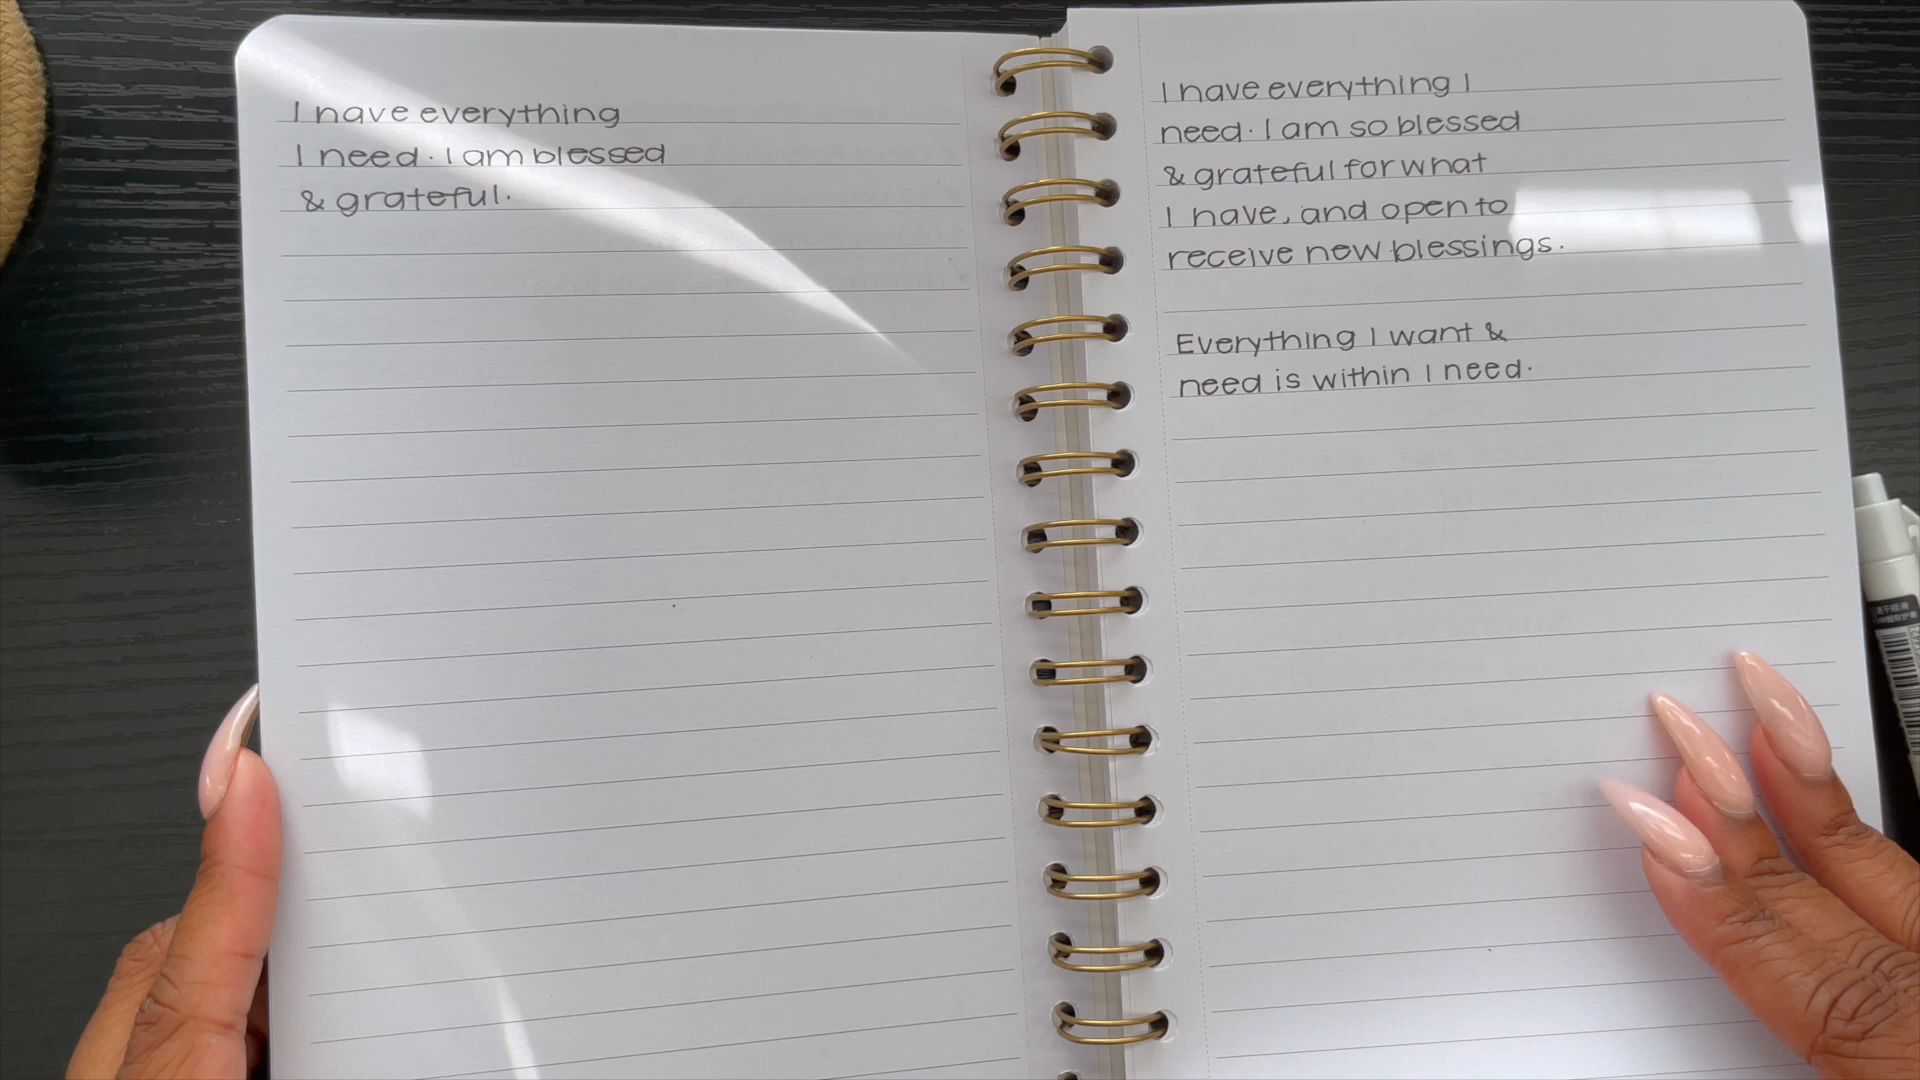 I have everything
I need. I am blessed
& grateful.
I have everything I
need. I am so blessed
& grateful for what
I have, and open to
receive new blessings.
Everything I want &
need is within I need.